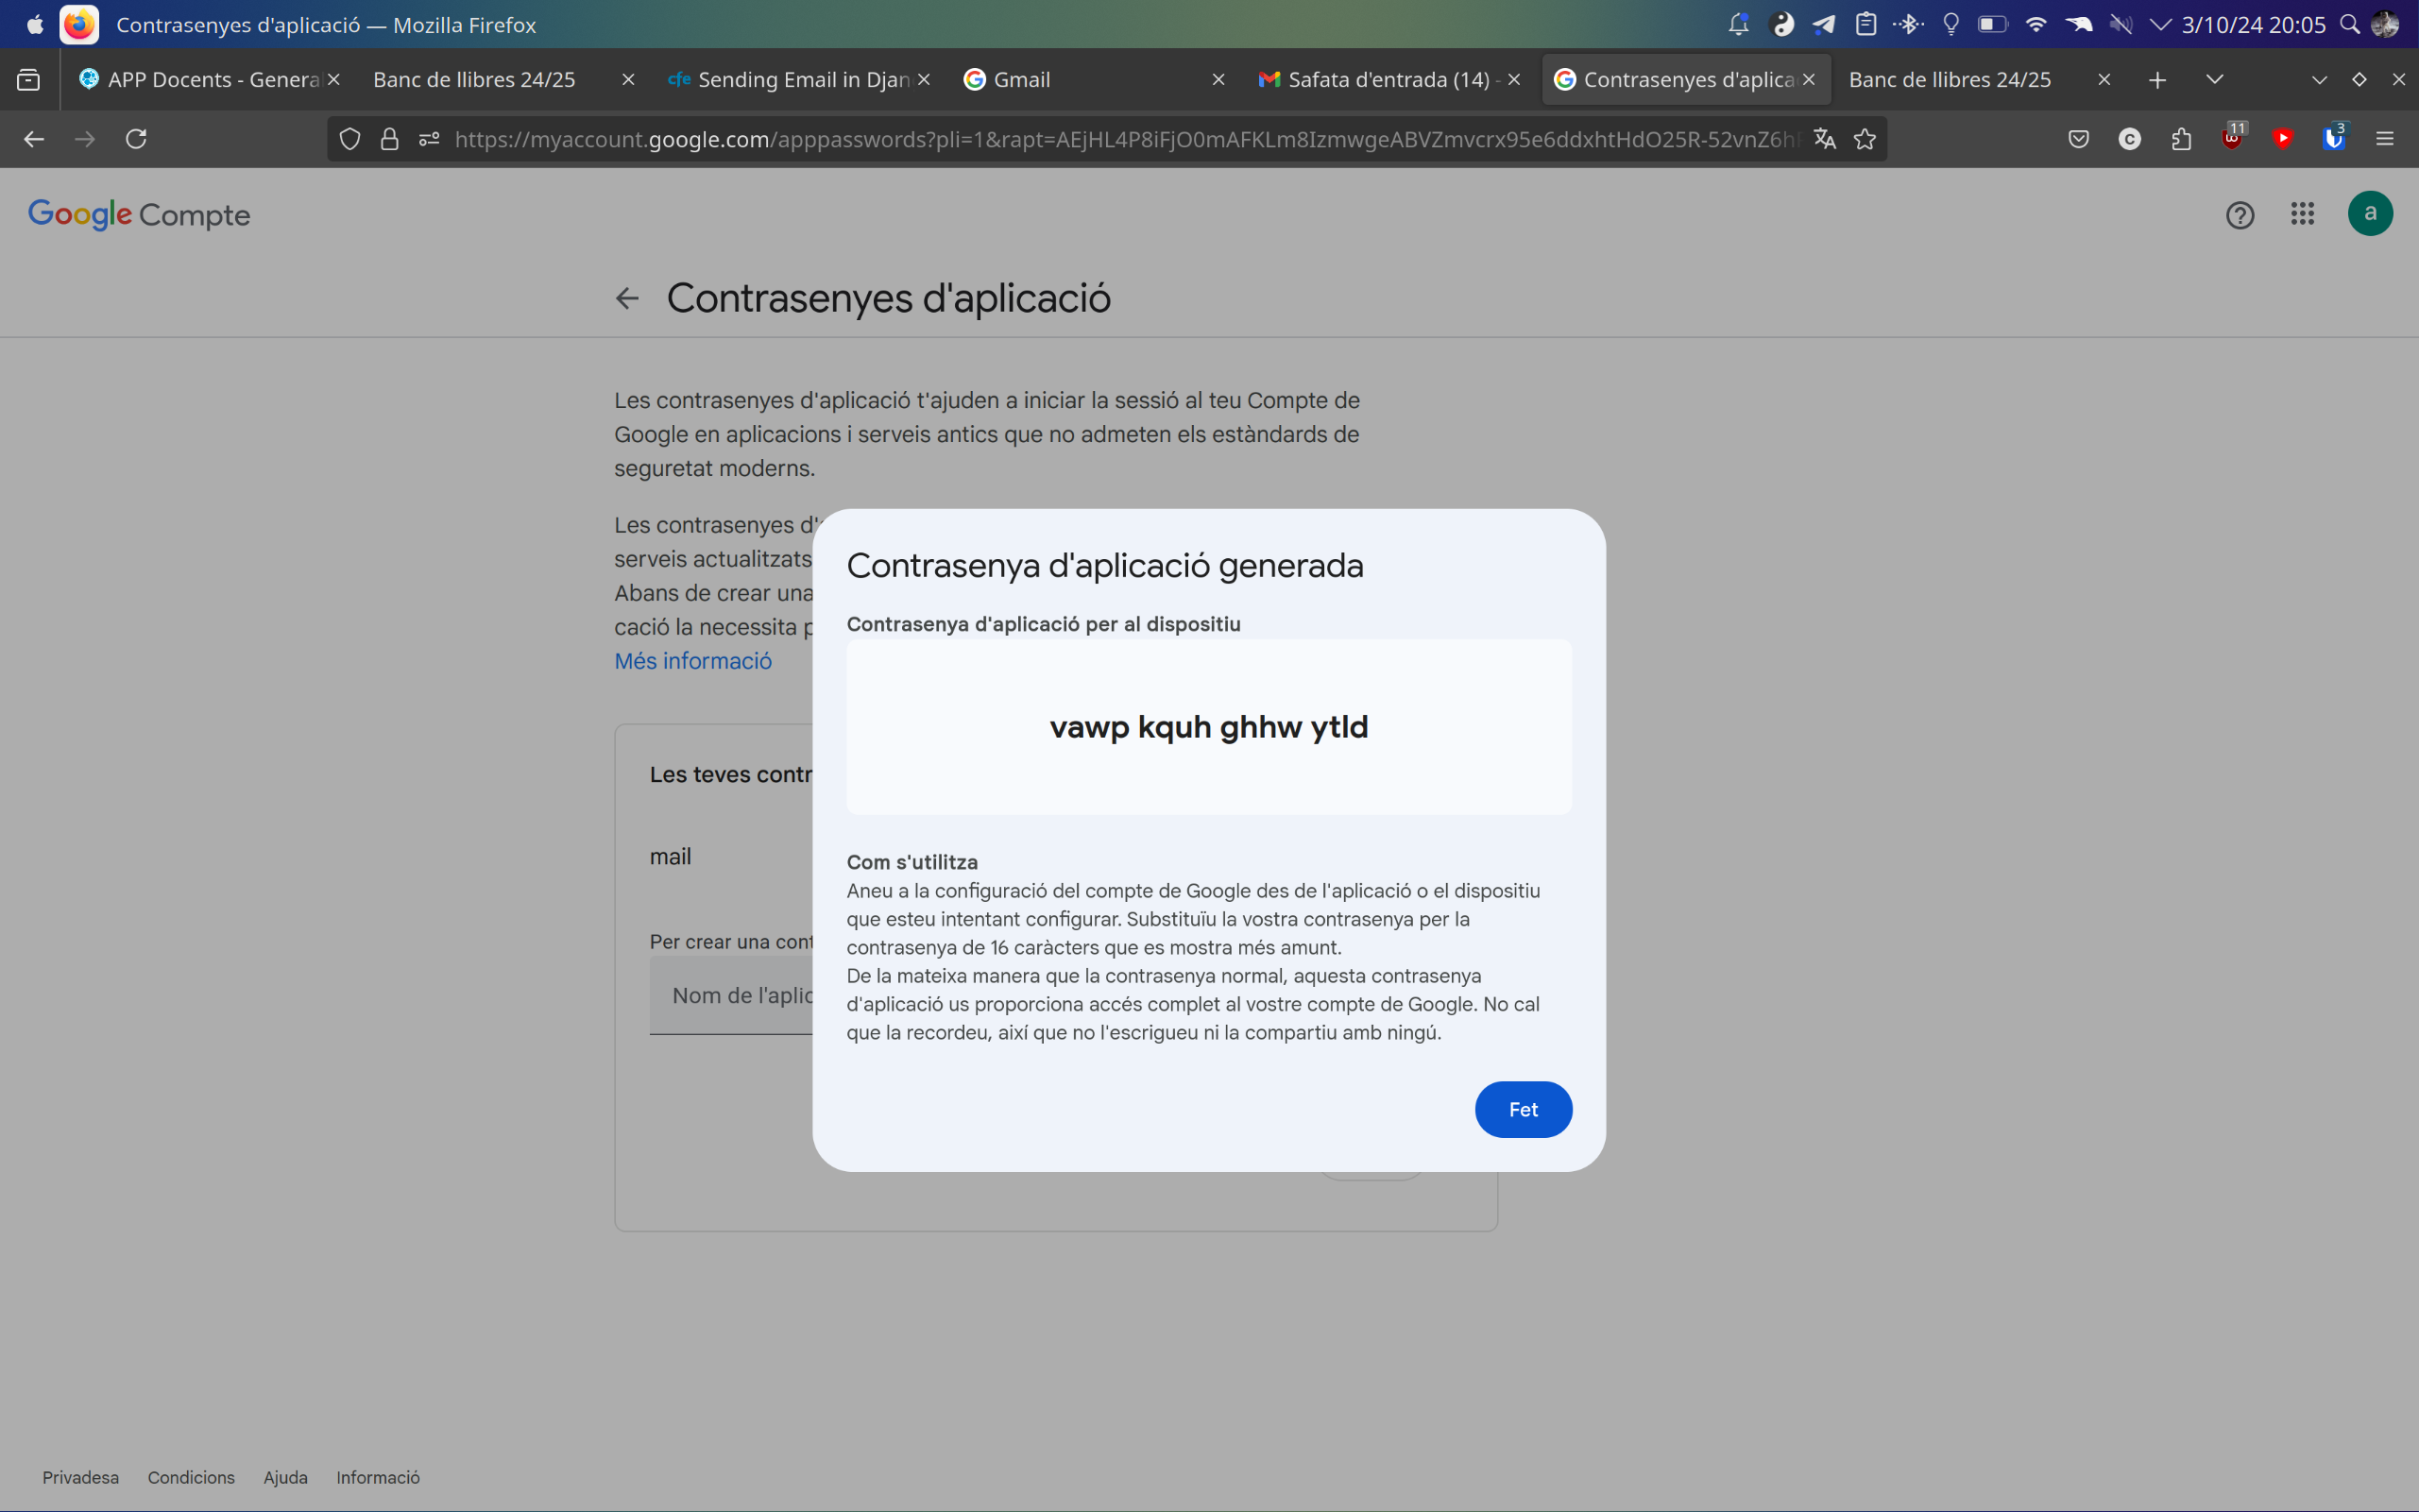 Contrasenyes d'aplicació — Mozilla Firefox
3/10/24 20:05
APP Docents - General
Banc de llibres 24/25
cfe Sending Email in Djan
Gmail
Safata d'entrada (14) -
Contrasenyes d'aplica
Banc de llibres 24/25
https://myaccount.google.com/apppasswords?pli=1&rapt=AEjHL4P8iFjO0mAFKLm8IzmwgeABVZmvcrx95e6ddxhtHdO25R-52vnZ6h
11
3
Google Compte
a
Contrasenyes d'aplicació
Les contrasenyes d'aplicació t'ajuden a iniciar la sessió al teu Compte de
Google en aplicacions i serveis antics que no admeten els estàndards de
seguretat moderns.
Les contrasenyes d'
serveis actualitzats
Abans de crear una
cació la necessita p
Més informació
Les teves contr
mail
Per crear una cont
Nom de l'aplic
Contrasenya d'aplicació generada
Contrasenya d'aplicació per al dispositiu
vawp kquh ghhw ytld
Com s'utilitza
Aneu a la configuració del compte de Google des de l'aplicació o el dispositiu
que esteu intentant configurar. Substituïu la vostra contrasenya per la
contrasenya de 16 caràcters que es mostra més amunt.
De la mateixa manera que la contrasenya normal, aquesta contrasenya
d'aplicació us proporciona accés complet al vostre compte de Google. No cal
que la recordeu, així que no l'escrigueu ni la compartiu amb ningú.
Fet
Privadesa
Condicions
Ajuda
Informació